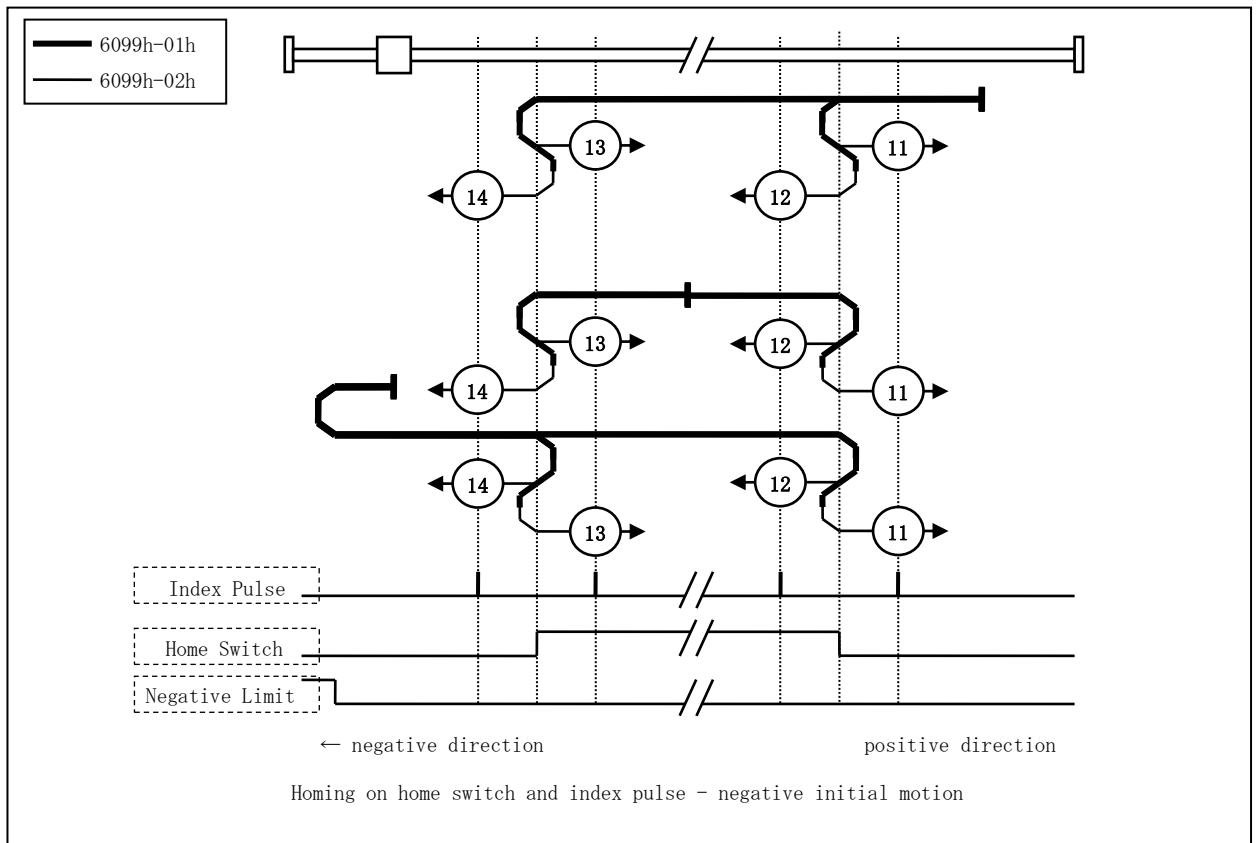 6099h-01h
6099h-02h
13
11
14
12
13
12
14
11
14
12
13
11
Index Pulse
Home Switch
Negative Limit
← negative direction
positive direction
Homing on home switch and index pulse - negative initial motion